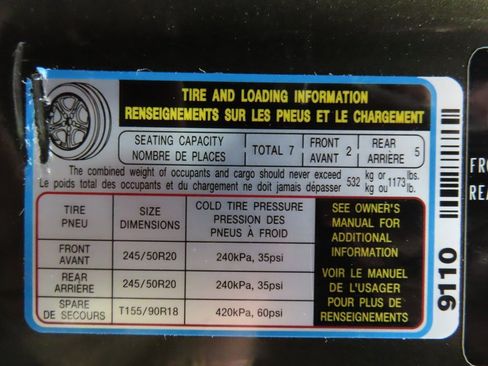 TIRE AND LOADING INFORMATION
RENSEIGNEMENTS SUR LES PNEUS ET LE CHARGEMENT
SEATING CAPACITY
NOMBRE DE PLACES
TOTAL 7
FRONT
AVANT 2
REAR
ARRIÈRE 5
The combined weight of occupants and cargo should never exceed
Le poids total des occupants et du chargement ne doit jamais dépasser
532 kg or 1173 lbs.
kg ou lb.
TIRE
PNEU
SIZE
DIMENSIONS
COLD TIRE PRESSURE
PRESSION DES
PNEUS À FROID
FRONT
AVANT
245/50R20
240kPa, 35psi
REAR
ARRIÈRE
245/50R20
240kPa, 35psi
SPARE
DE SECOURS
T155/90R18
420kPa, 60psi
SEE OWNER'S
MANUAL FOR
ADDITIONAL
INFORMATION
VOIR LE MANUEL
DE L'USAGER
POUR PLUS DE
RENSEIGNEMENTS
9110